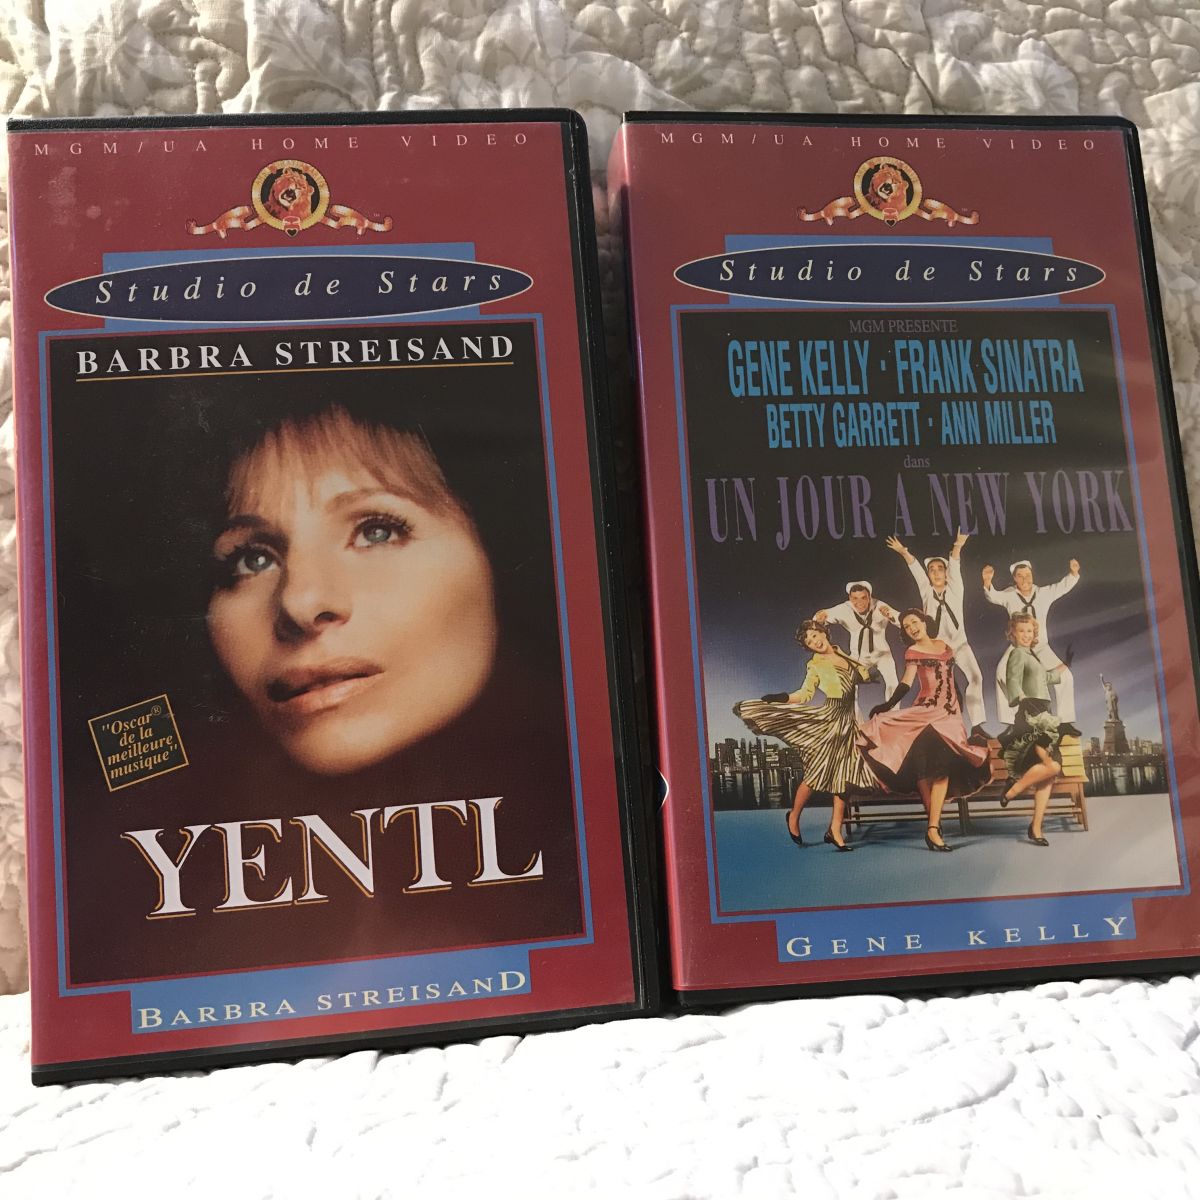 MGM/UA HOME VIDEO
Studio de Stars
BARBRA STREISAND
"Oscar®
de la
meilleure
musique"
YENTL
BARBRA STREISAND
MGM/UA HOME VIDEO
Studio de Stars
MGM PRESENTE
GENE KELLY · FRANK SINATRA
BETTY GARRETT · ANN MILLER
dans
UN JOUR A NEW YORK
GENE KELLY